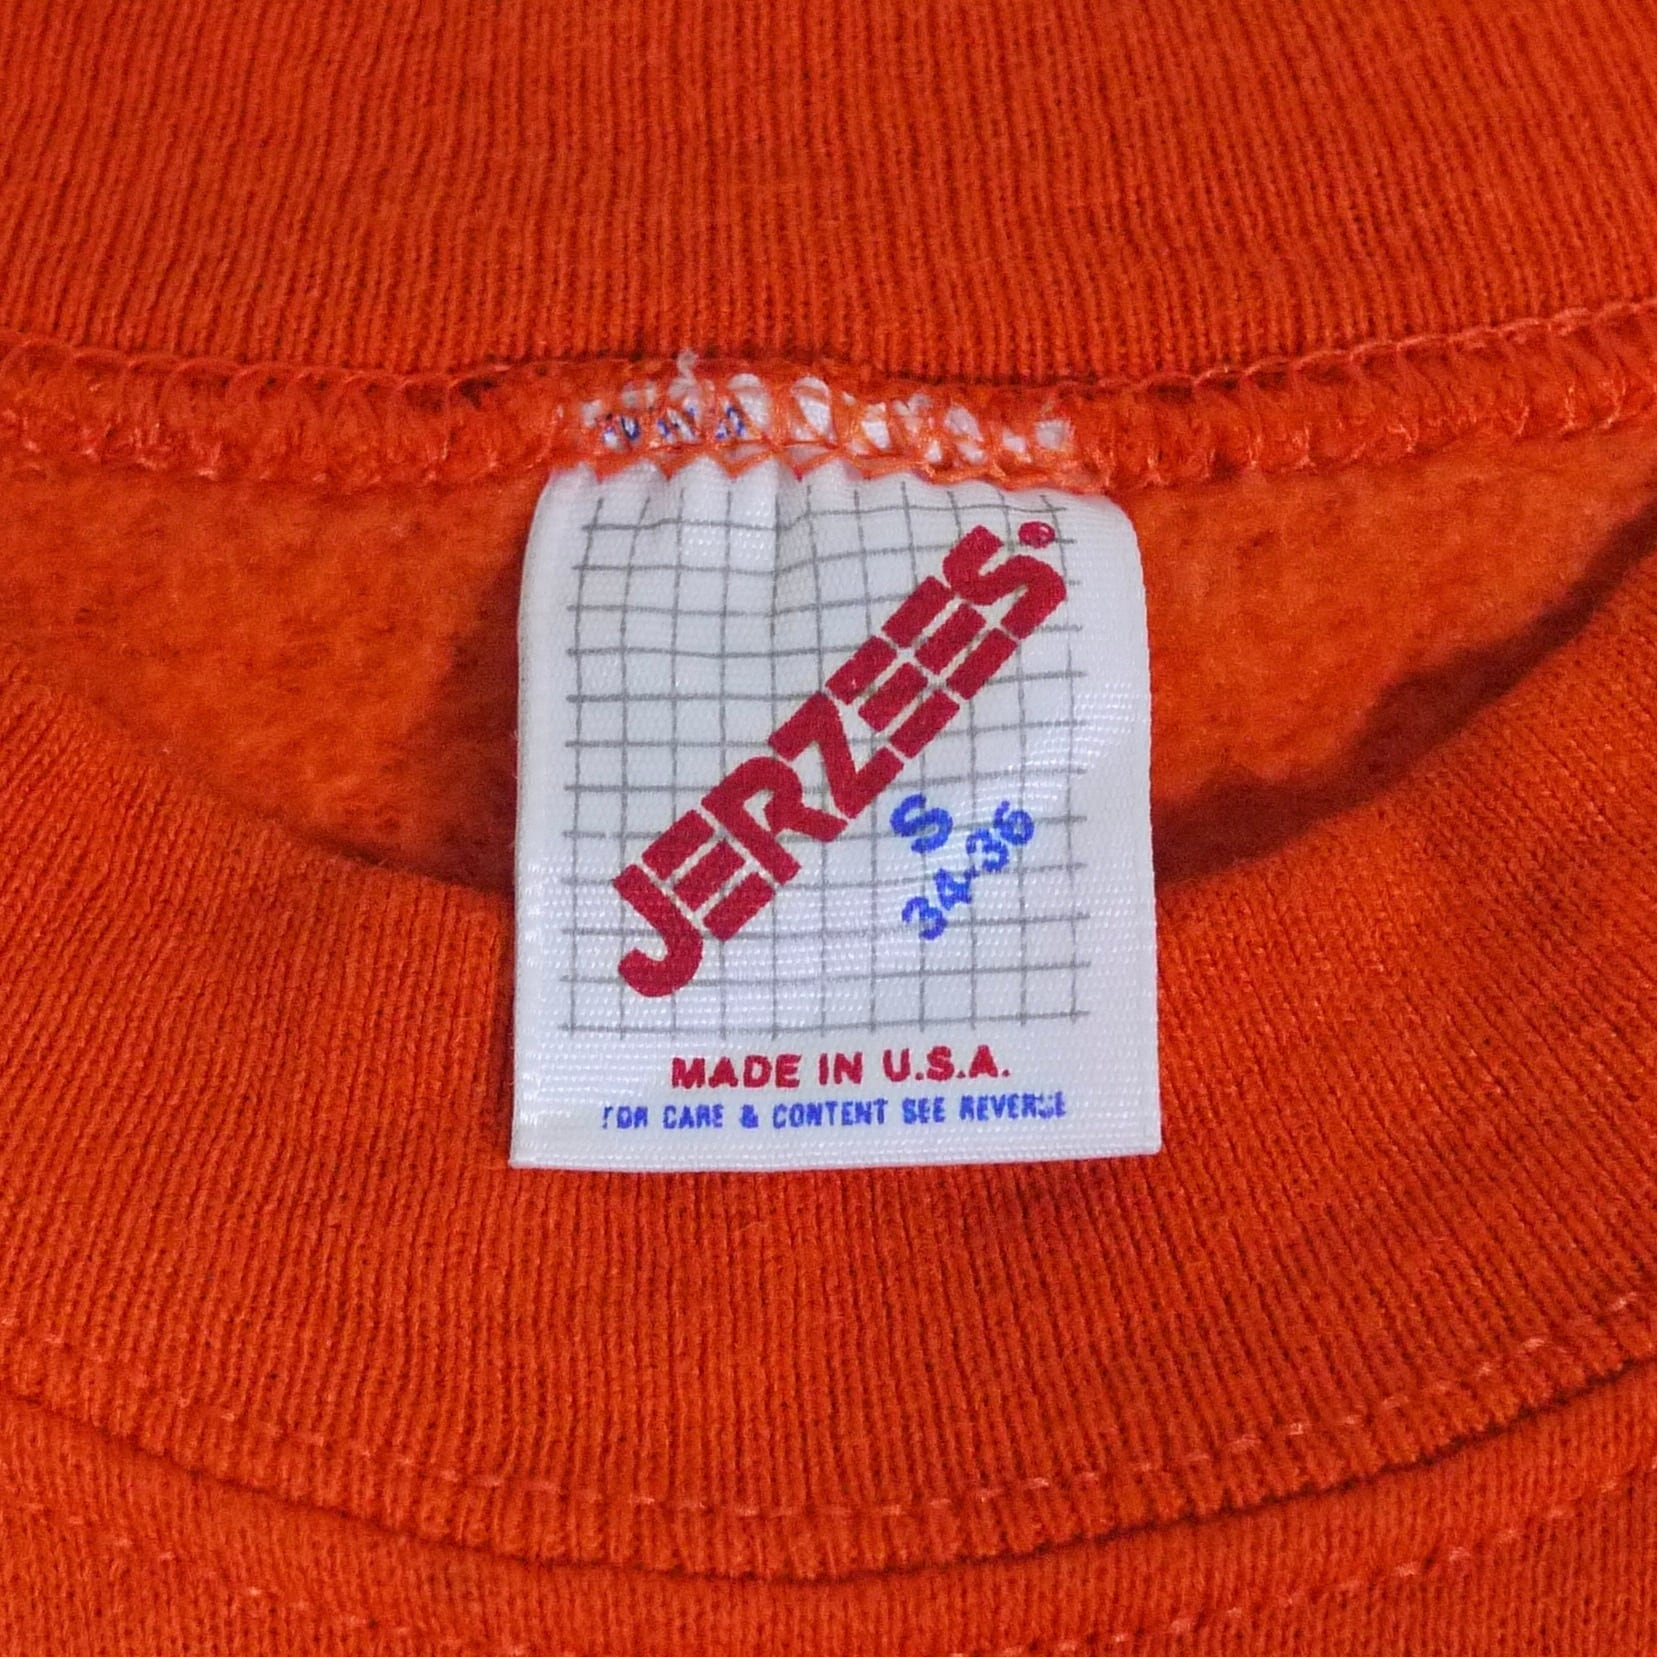 JERZEES®
S
34-36
MADE IN U.S.A.
FOR CARE & CONTENT SEE REVERSE